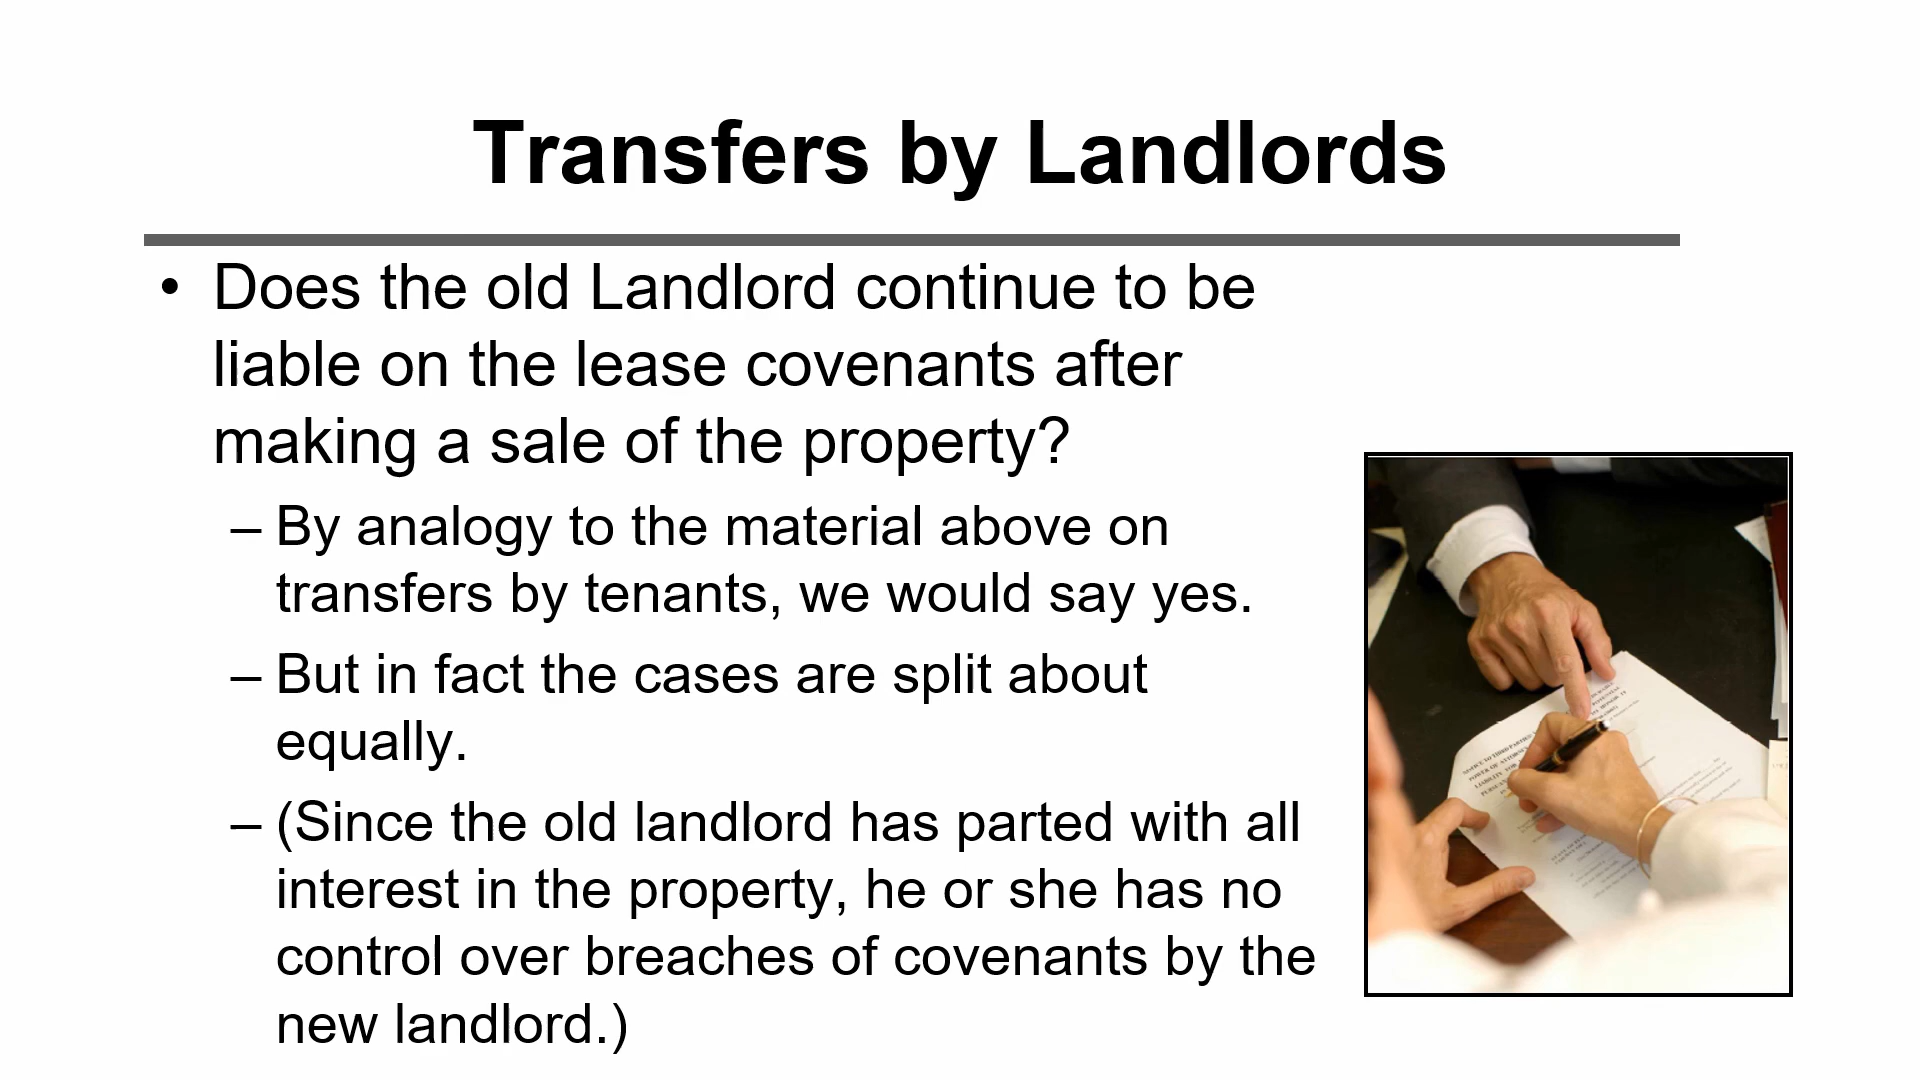 Transfers by Landlords
• Does the old Landlord continue to be
liable on the lease covenants after
making a sale of the property?
– By analogy to the material above on
transfers by tenants, we would say yes.
– But in fact the cases are split about
equally.
– (Since the old landlord has parted with all
interest in the property, he or she has no
control over breaches of covenants by the
new landlord.)